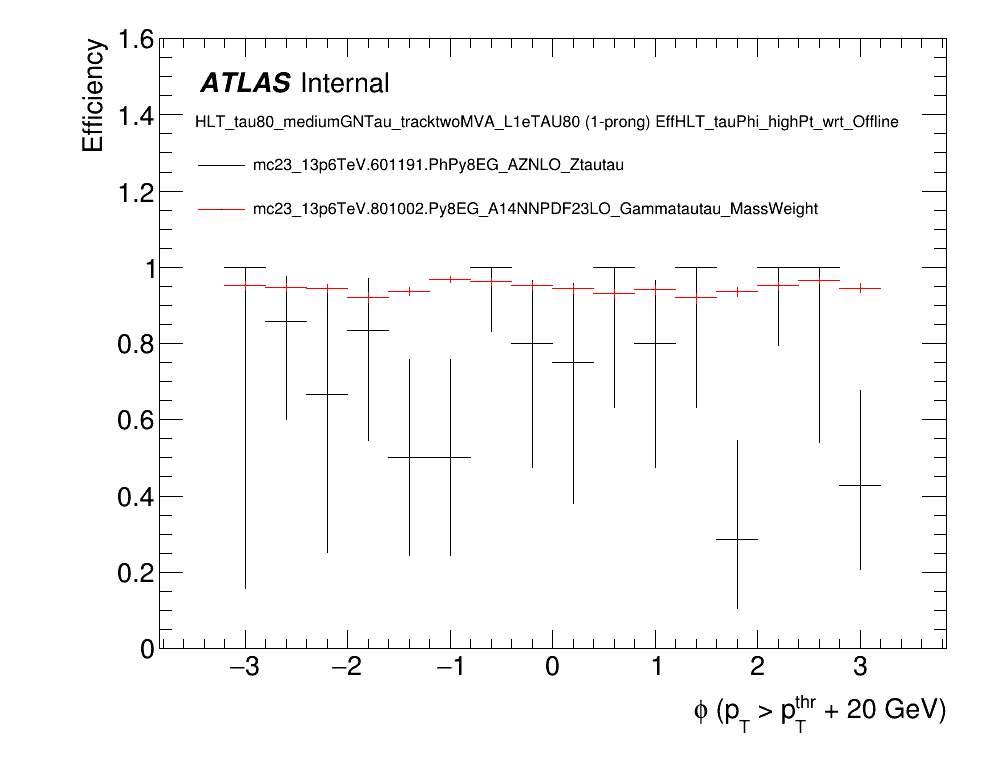 1.6
ATLAS Internal
Efficiency
1.4
HLT_tau80_mediumGNTau_tracktwoMVA_L1eTAU80 (1-prong) EffHLT_tauPhi_highPt_wrt_Offline
mc23_13p6TeV.601191.PhPy8EG_AZNLO_Ztautau
1.2
mc23_13p6TeV.801002.Py8EG_A14NNPDF23LO_Gammatautau_MassWeight
1
0.8
0.6
0.4
0.2
0
−3 −2 −1 0 1 2 3
ϕ (p_T > p_T^thr + 20 GeV)